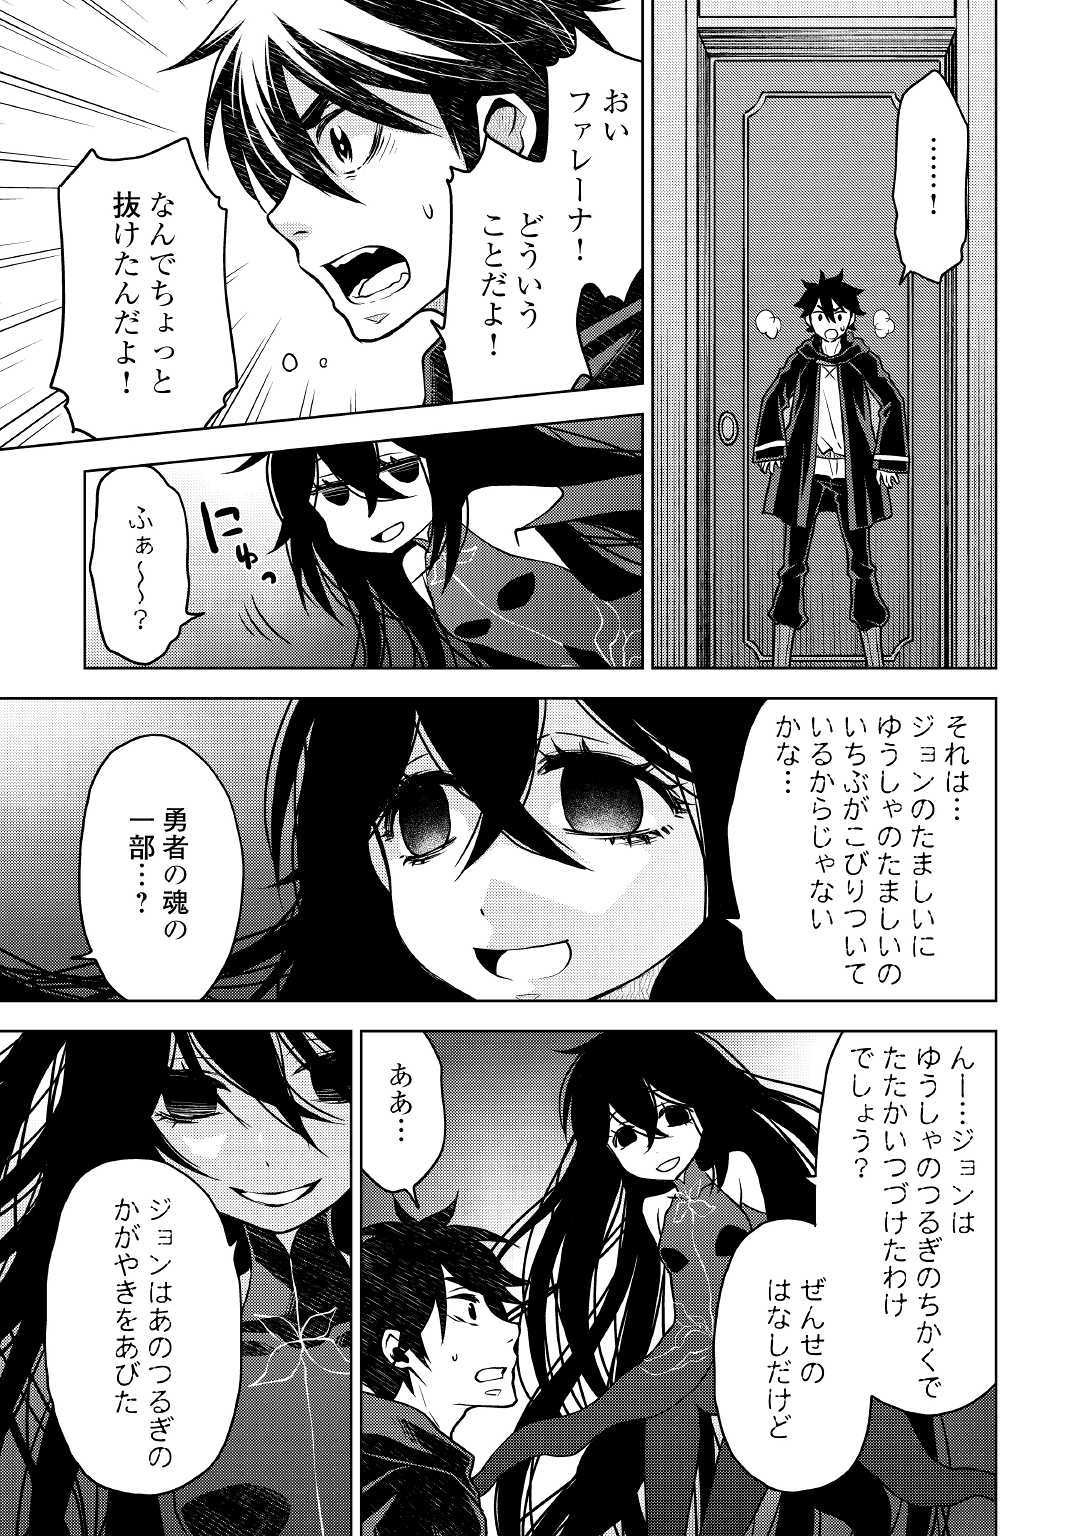 ……！
おい
ファレーナ！
どういう
ことだよ！
なんでちょっと
抜けたんだよ！
にゅっ
ふぁ〜〜？
それは…
ジョンのたましいに
ゆうしゃのたましいの
いちぶがこびりついて
いるからじゃない
かな…
勇者の魂の
一部…？
んー…ジョンは
ゆうしゃのつるぎのちかくで
たたかいつづけたわけ
でしょう？
ぜんせの
はなしだけど
ああ…
ジョンはあのつるぎの
かがやきをあびた